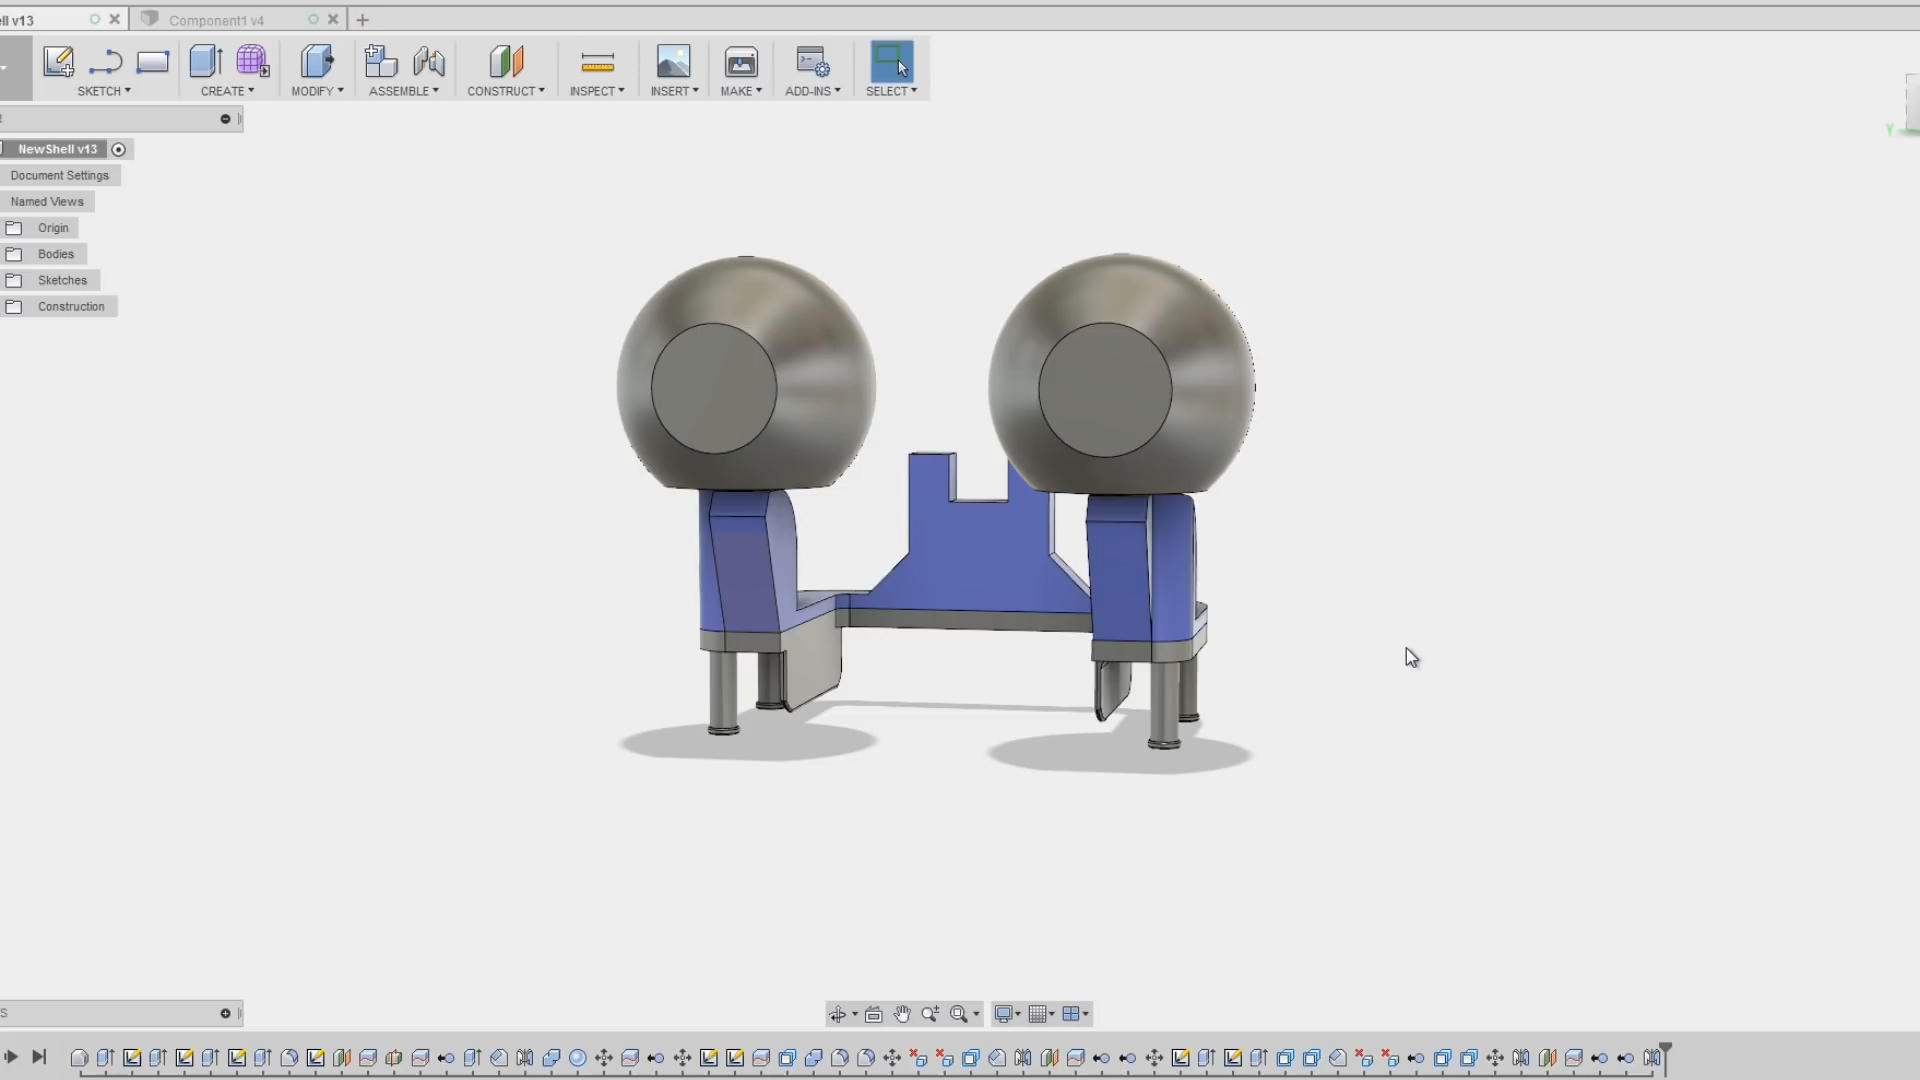 ell v13
Component1 v4
SKETCH
CREATE
MODIFY
ASSEMBLE
CONSTRUCT
INSPECT
INSERT
MAKE
ADD-INS
SELECT
NewShell v13
Document Settings
Named Views
Origin
Bodies
Sketches
Construction
Y
S